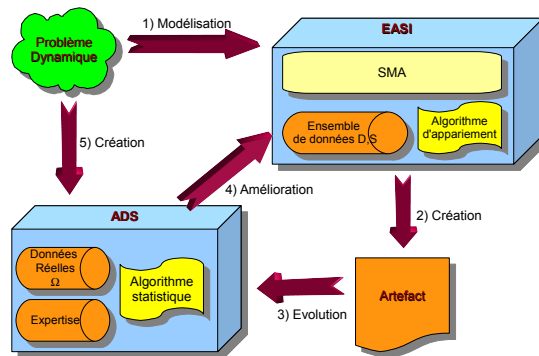 1) Modélisation
EASI
Problème
Dynamique
SMA
Ensemble
de données D,S
Algorithme
d'appariement
5) Création
4) Amélioration
2) Création
ADS
Données
Réelles
Ω
Algorithme
statistique
Expertise
Artefact
3) Evolution